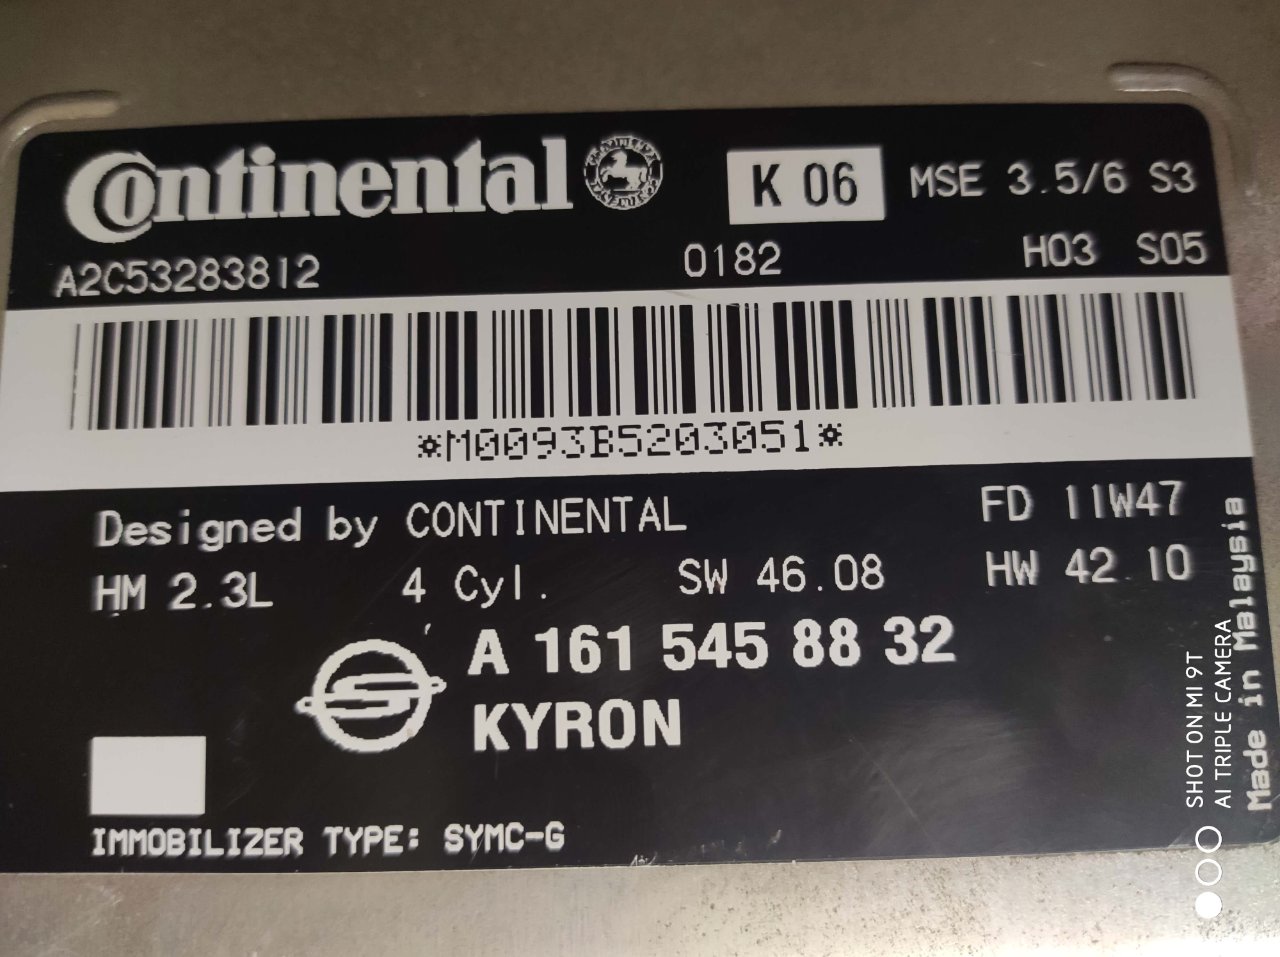 Continental K 06 MSE 3.5/6 S3
A2C53283812 0182 H03 S05
*M0093B5203051*
Designed by CONTINENTAL FD 11W47
HM 2.3L 4 Cyl. SW 46.08 HW 42.10
A 161 545 88 32
KYRON
IMMOBILIZER TYPE: SYMC-G
Made in Malaysia
SHOT ON MI 9T
AI TRIPLE CAMERA